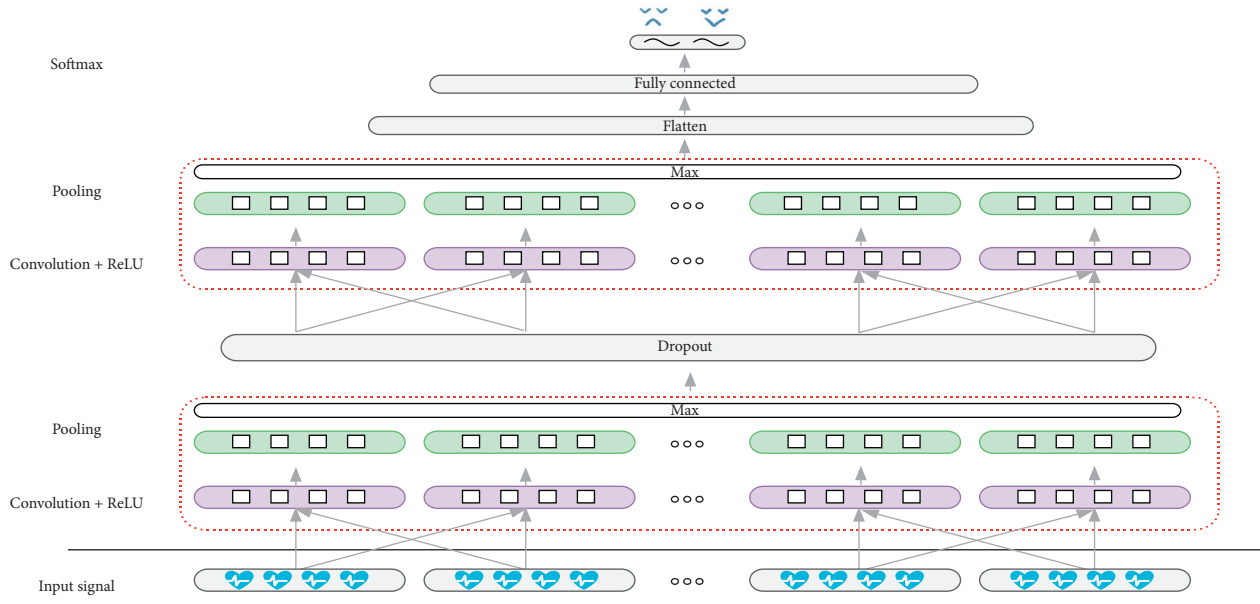 Softmax
Fully connected
Flatten
Max
Pooling
Convolution + ReLU
Dropout
Max
Pooling
Convolution + ReLU
Input signal